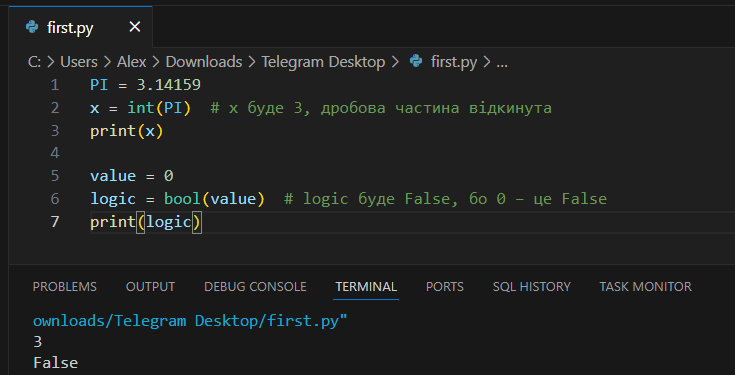 first.py
C: > Users > Alex > Downloads > Telegram Desktop > first.py > ...
1 PI = 3.14159
2 x = int(PI)  # x буде 3, дробова частина відкинута
3 print(x)
4
5 value = 0
6 logic = bool(value)  # logic буде False, бо 0 – це False
7 print(logic)
PROBLEMS OUTPUT DEBUG CONSOLE TERMINAL PORTS SQL HISTORY TASK MONITOR
ownloads/Telegram Desktop/first.py"
3
False